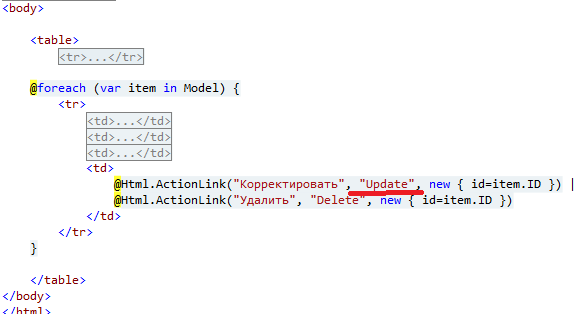 <body>
<table>
<tr>...</tr>
@foreach (var item in Model) {
<tr>
<td>...</td>
<td>...</td>
<td>...</td>
<td>
@Html.ActionLink("Корректировать", "Update", new { id=item.ID }) |
@Html.ActionLink("Удалить", "Delete", new { id=item.ID })
</td>
</tr>
}
</table>
</body>
</html>